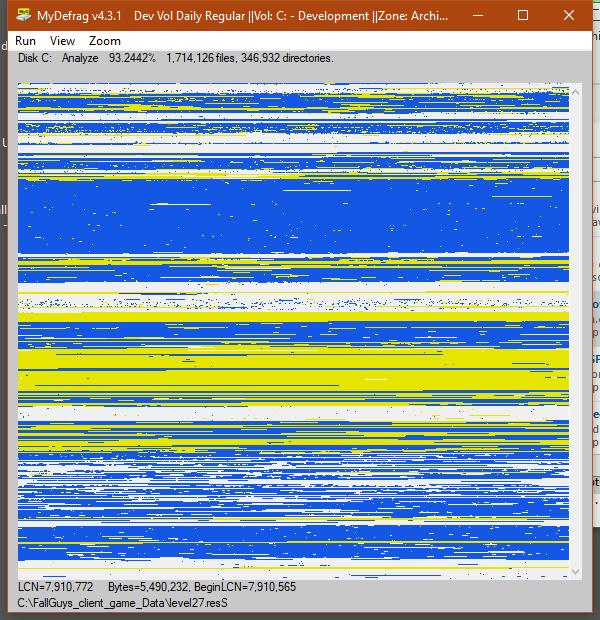 MyDefrag v4.3.1 Dev Vol Daily Regular ||Vol: C: - Development ||Zone: Archi...
Run View Zoom
Disk C: Analyze 93.2442% 1,714,126 files, 346,932 directories.
LCN=7,910,772 Bytes=5,490,232, BeginLCN=7,910,565
C:\FallGuys_client_game_Data\level27.resS